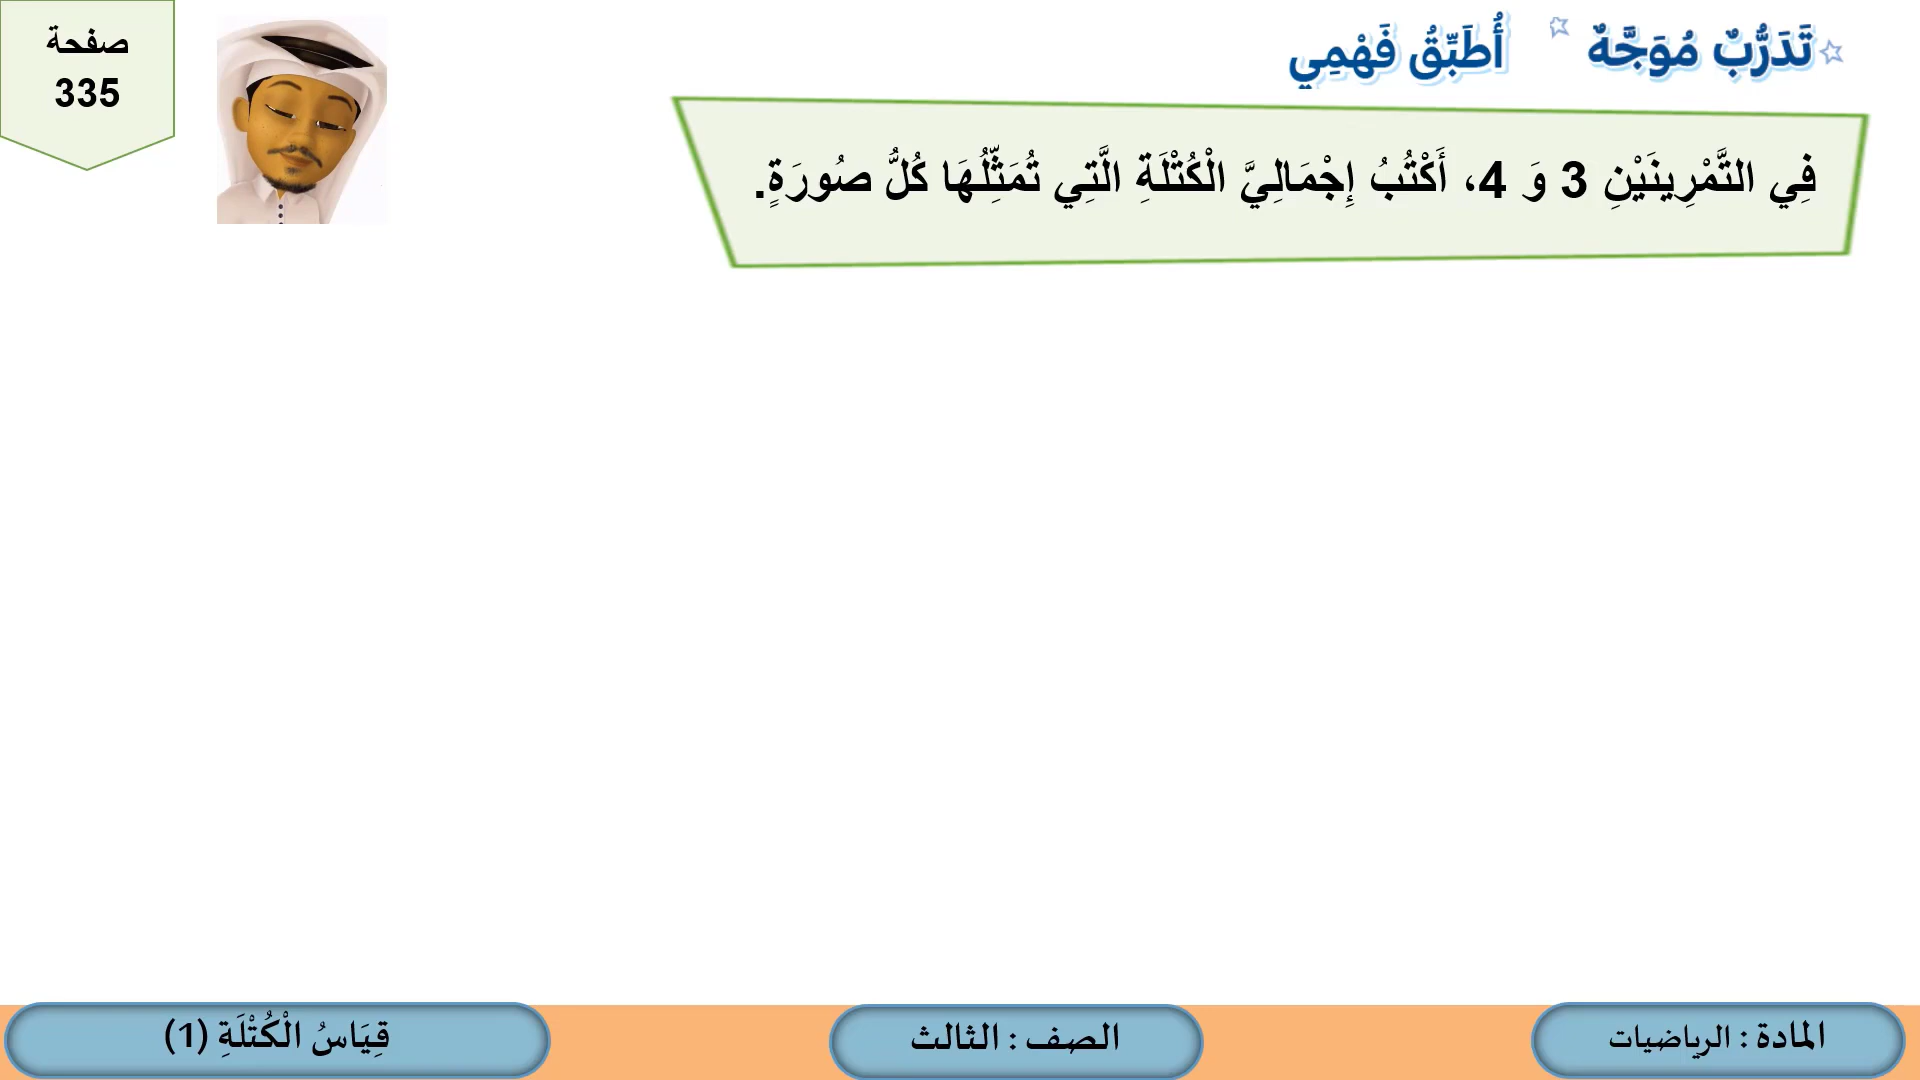 صفحة
335
تَدَرُّبٌ مُوَجَّهٌ أُطَبِّقُ فَهْمِي
فِي التَّمْرِينَيْنِ 3 وَ 4، أَكْتُبُ إِجْمَالِيَّ الْكُتْلَةِ الَّتِي تُمَثِّلُهَا كُلُّ صُورَةٍ.
المادة : الرياضيات
الصف : الثالث
قِيَاسُ الْكُتْلَةِ (1)